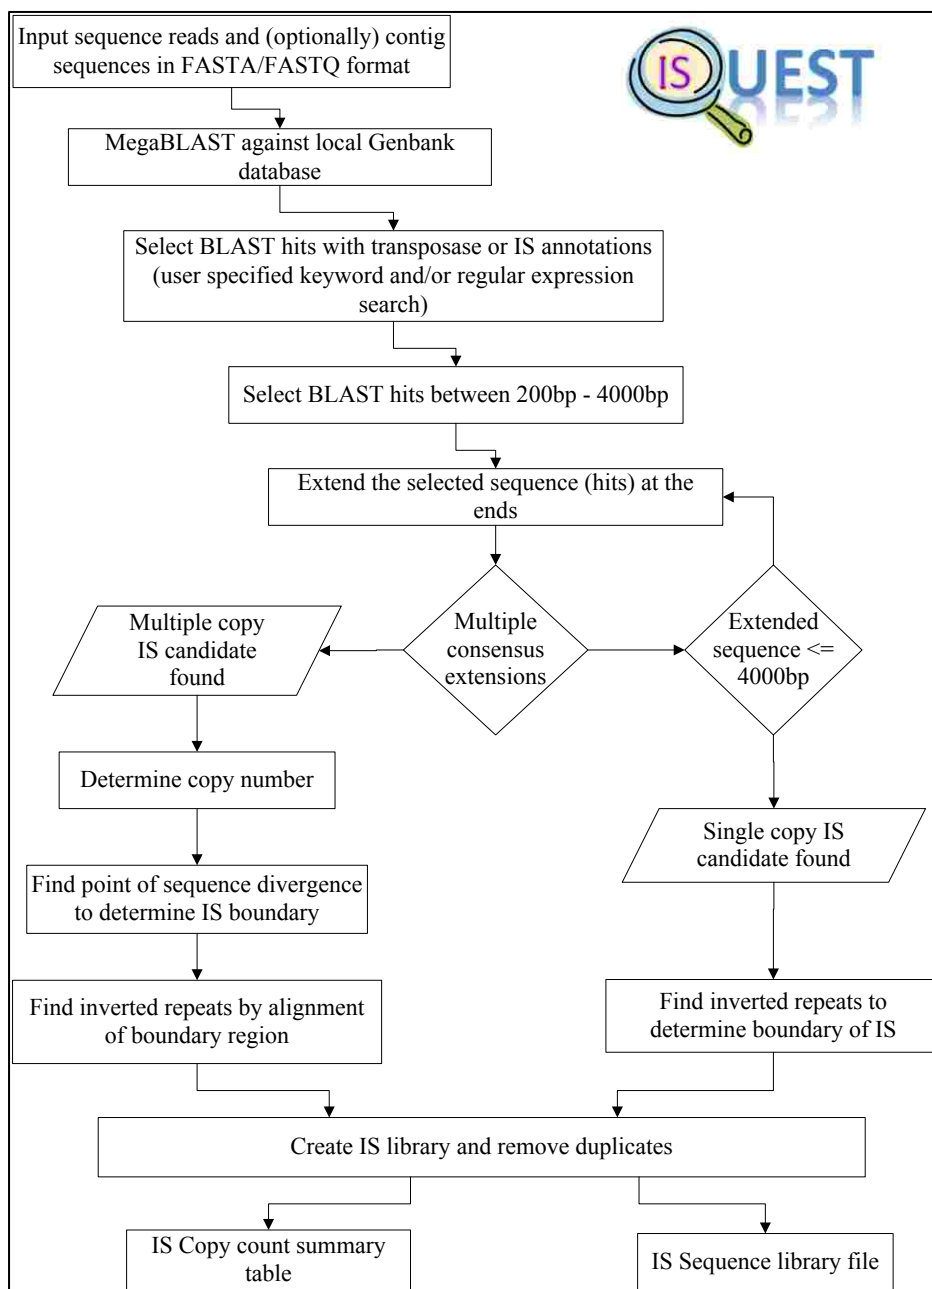 Input sequence reads and (optionally) contig
sequences in FASTA/FASTQ format
IS QUEST
MegaBLAST against local Genbank
database
Select BLAST hits with transposase or IS annotations
(user specified keyword and/or regular expression
search)
Select BLAST hits between 200bp - 4000bp
Extend the selected sequence (hits) at the
ends
Multiple copy
IS candidate
found
Multiple
consensus
extensions
Extended
sequence <=
4000bp
Determine copy number
Single copy IS
candidate found
Find point of sequence divergence
to determine IS boundary
Find inverted repeats by alignment
of boundary region
Find inverted repeats to
determine boundary of IS
Create IS library and remove duplicates
IS Copy count summary
table
IS Sequence library file